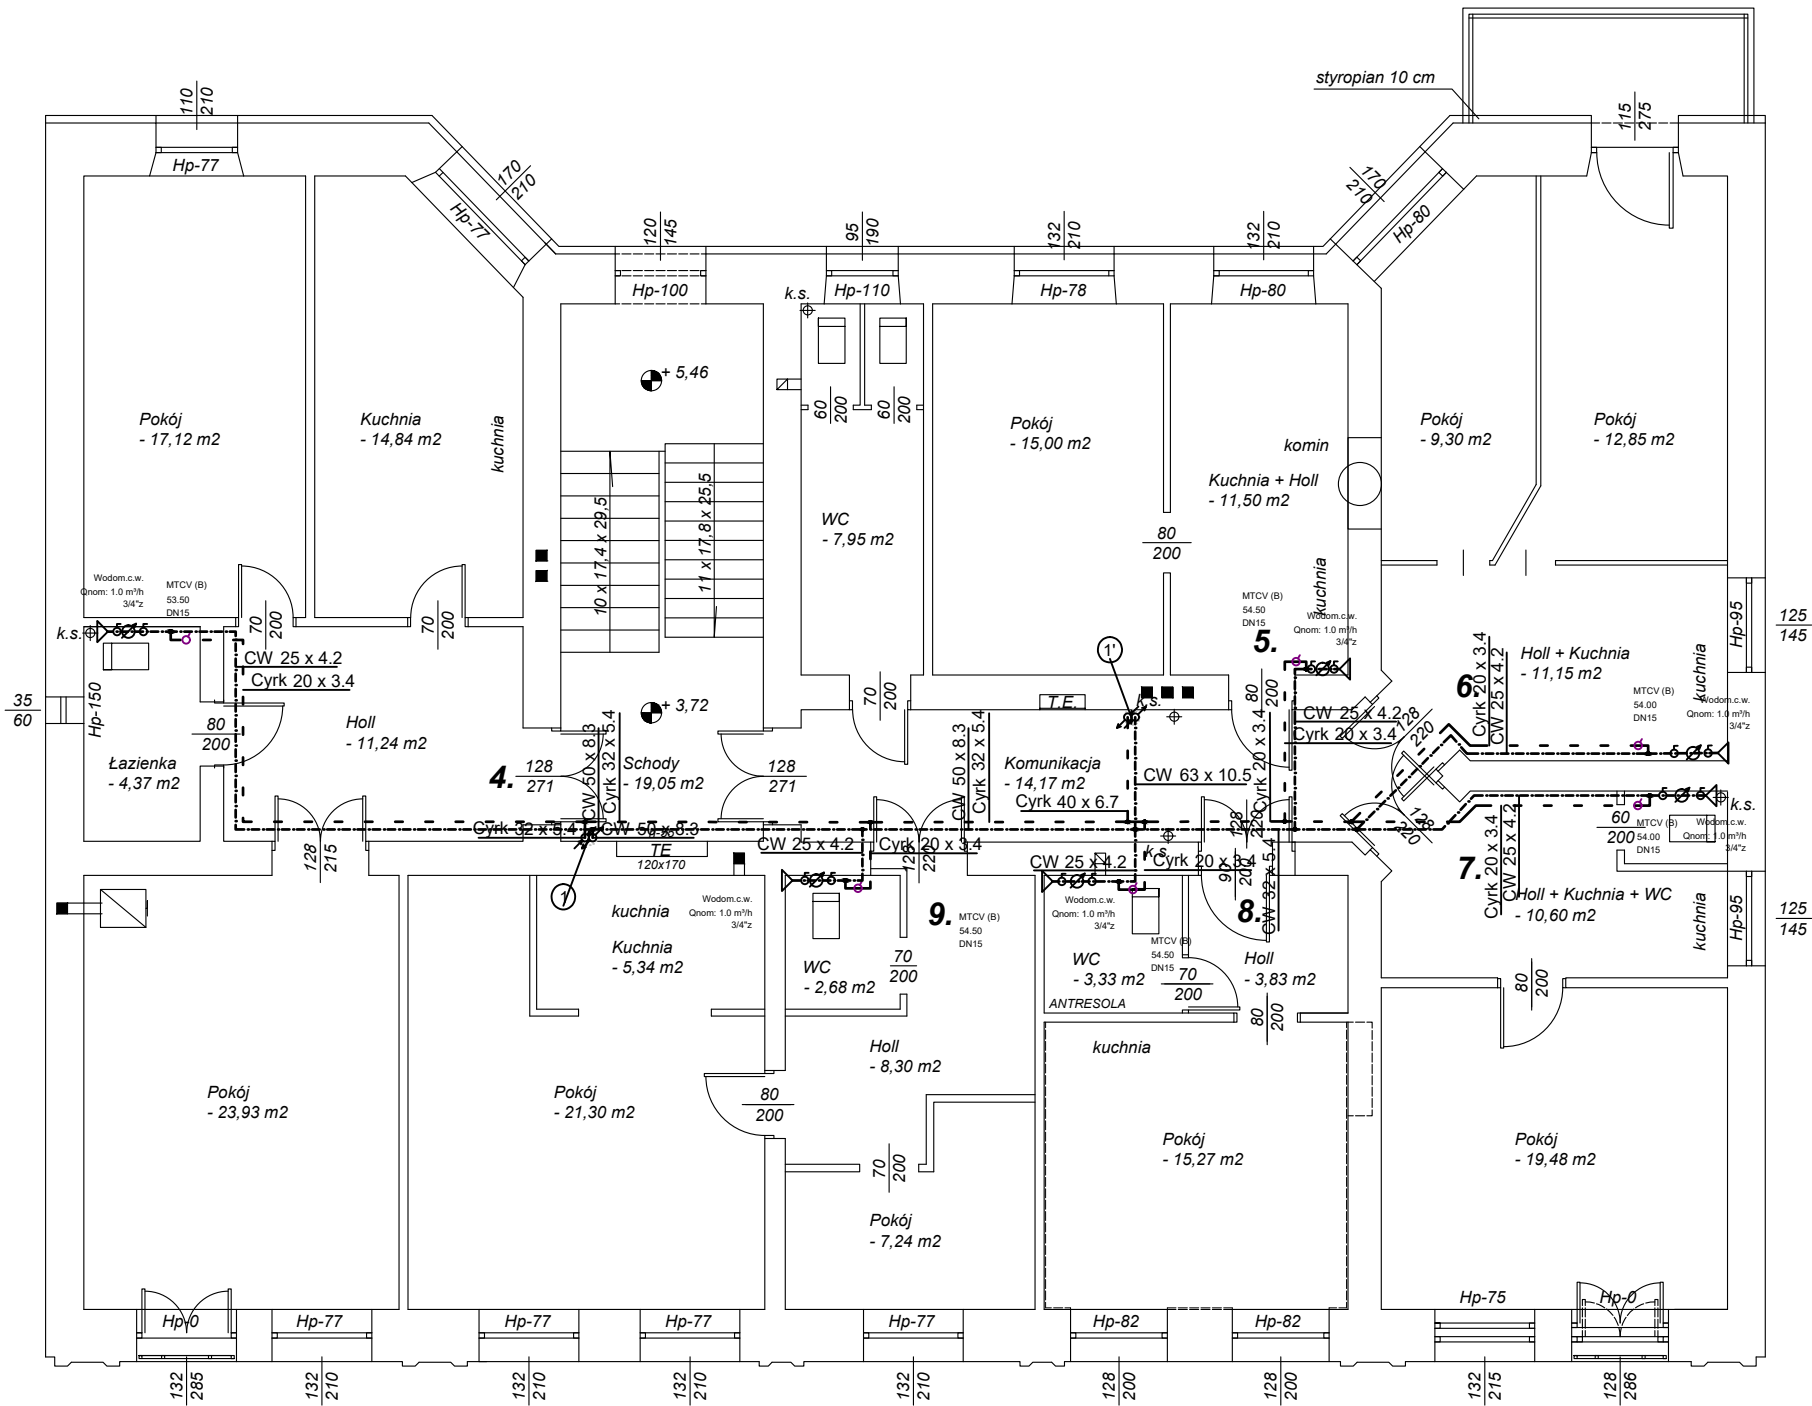 styropian 10 cm
110
210
115
275
Hp-77
170
210
170
210
Hp-77
Hp-80
120
145
95
190
132
210
132
210
Hp-100
k.s.
Hp-110
Hp-78
Hp-80
+ 5,46
60
200
60
200
Pokój
- 17,12 m2
Kuchnia
- 14,84 m2
kuchnia
Pokój
- 15,00 m2
komin
Pokój
- 9,30 m2
Pokój
- 12,85 m2
Kuchnia + Holl
- 11,50 m2
10 x 17,4 x 29,5
11 x 17,8 x 25,5
WC
- 7,95 m2
80
200
kuchnia
Wodom.c.w.
Qnom: 1.0 m³/h
3/4"z
MTCV (B)
53.50
DN15
70
200
70
200
MTCV (B)
54.50
DN15
Wodom.c.w.
Qnom: 1.0 m³/h
3/4"z
5.
Hp-95
125
145
k.s.
CW 25 x 4.2
Cyrk 20 x 3.4
1'
6.
Cyrk 20 x 3.4
CW 25 x 4.2
Holl + Kuchnia
- 11,15 m2
kuchnia
MTCV (B)
54.00
DN15
Wodom.c.w.
Qnom: 1.0 m³/h
3/4"z
35
60
Hp-150
80
200
Holl
- 11,24 m2
+ 3,72
70
200
T.E.
k.s.
80
200
CW 25 x 4.2
Cyrk 20 x 3.4
128
220
Łazienka
- 4,37 m2
4.
128
271
CW 50 x 8.3
Cyrk 32 x 5.4
Schody
- 19,05 m2
128
271
CW 50 x 8.3
Cyrk 32 x 5.4
Komunikacja
- 14,17 m2
CW 63 x 10.5
Cyrk 40 x 6.7
Cyrk 20 x 3.4
128
220
128
220
k.s.
Cyrk 32 x 5.4
CW 50 x 8.3
TE
120x170
128
215
CW 25 x 4.2
Cyrk 20 x 3.4
k.s.
CW 25 x 4.2
Cyrk 20 x 3.4
90
200
CW 32 x 5.4
60
200
MTCV (B)
54.00
DN15
Wodom.c.w.
Qnom: 1.0 m³/h
3/4"z
7.
Cyrk 20 x 3.4
CW 25 x 4.2
Holl + Kuchnia + WC
- 10,60 m2
kuchnia
Hp-95
125
145
1
kuchnia
Kuchnia
- 5,34 m2
Wodom.c.w.
Qnom: 1.0 m³/h
3/4"z
9.
MTCV (B)
54.50
DN15
WC
- 2,68 m2
70
200
Wodom.c.w.
Qnom: 1.0 m³/h
3/4"z
8.
MTCV (B)
54.50
DN15
WC
- 3,33 m2
70
200
Holl
- 3,83 m2
ANTRESOLA
80
200
80
200
kuchnia
Holl
- 8,30 m2
Pokój
- 23,93 m2
Pokój
- 21,30 m2
80
200
Pokój
- 15,27 m2
Pokój
- 19,48 m2
70
200
Pokój
- 7,24 m2
Hp-0
Hp-77
Hp-77
Hp-77
Hp-77
Hp-82
Hp-82
Hp-75
Hp-0
132
285
132
210
132
210
132
210
132
210
128
200
128
200
132
215
128
286